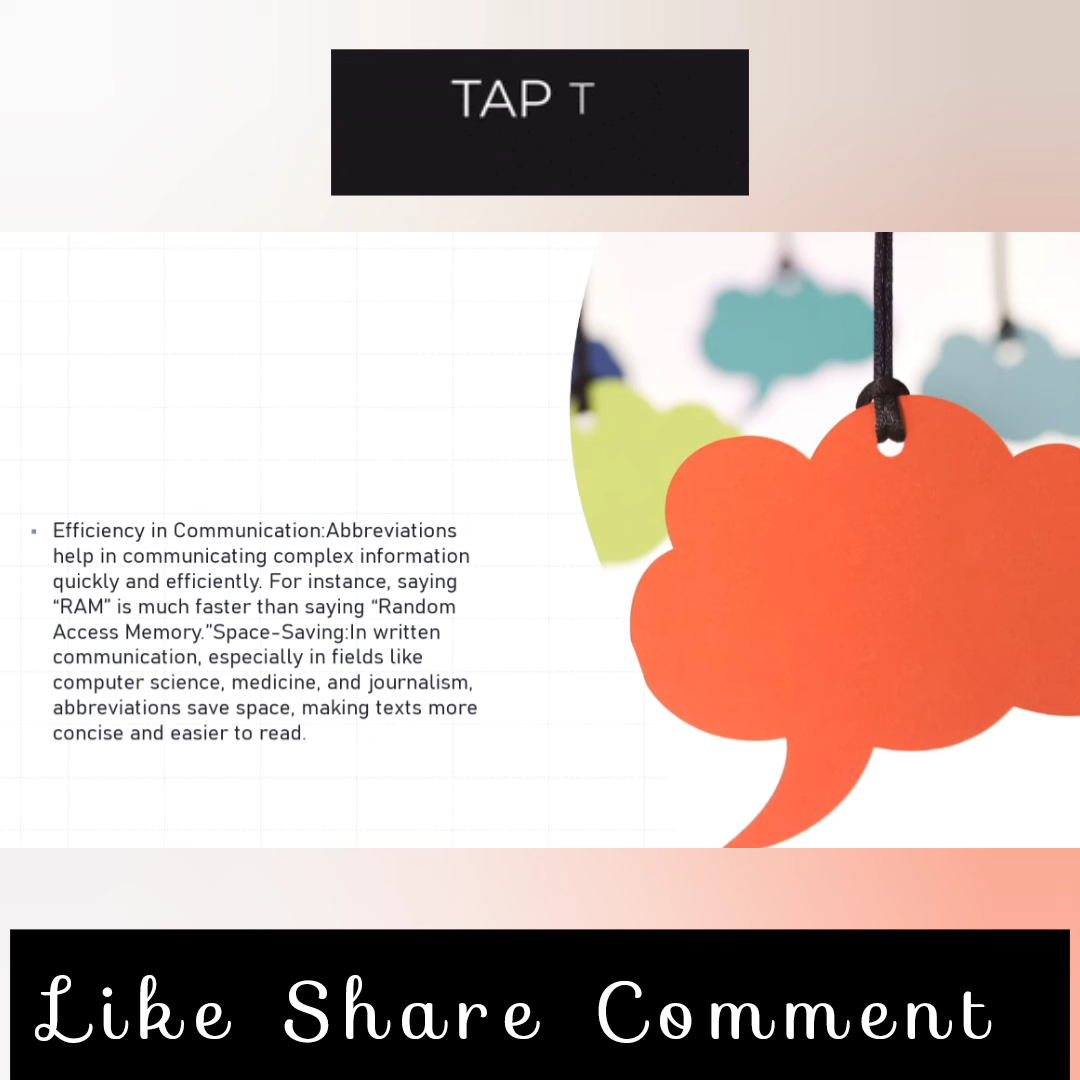 TAP T
▪ Efficiency in Communication:Abbreviations
help in communicating complex information
quickly and efficiently. For instance, saying
“RAM” is much faster than saying “Random
Access Memory.”Space-Saving:In written
communication, especially in fields like
computer science, medicine, and journalism,
abbreviations save space, making texts more
concise and easier to read.
Like Share Comment